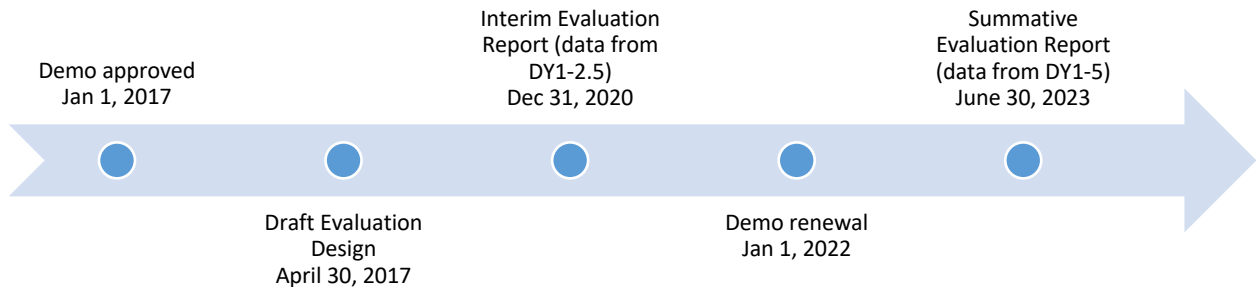 Demo approved
Jan 1, 2017
Draft Evaluation
Design
April 30, 2017
Interim Evaluation
Report (data from
DY1-2.5)
Dec 31, 2020
Demo renewal
Jan 1, 2022
Summative
Evaluation Report
(data from DY1-5)
June 30, 2023